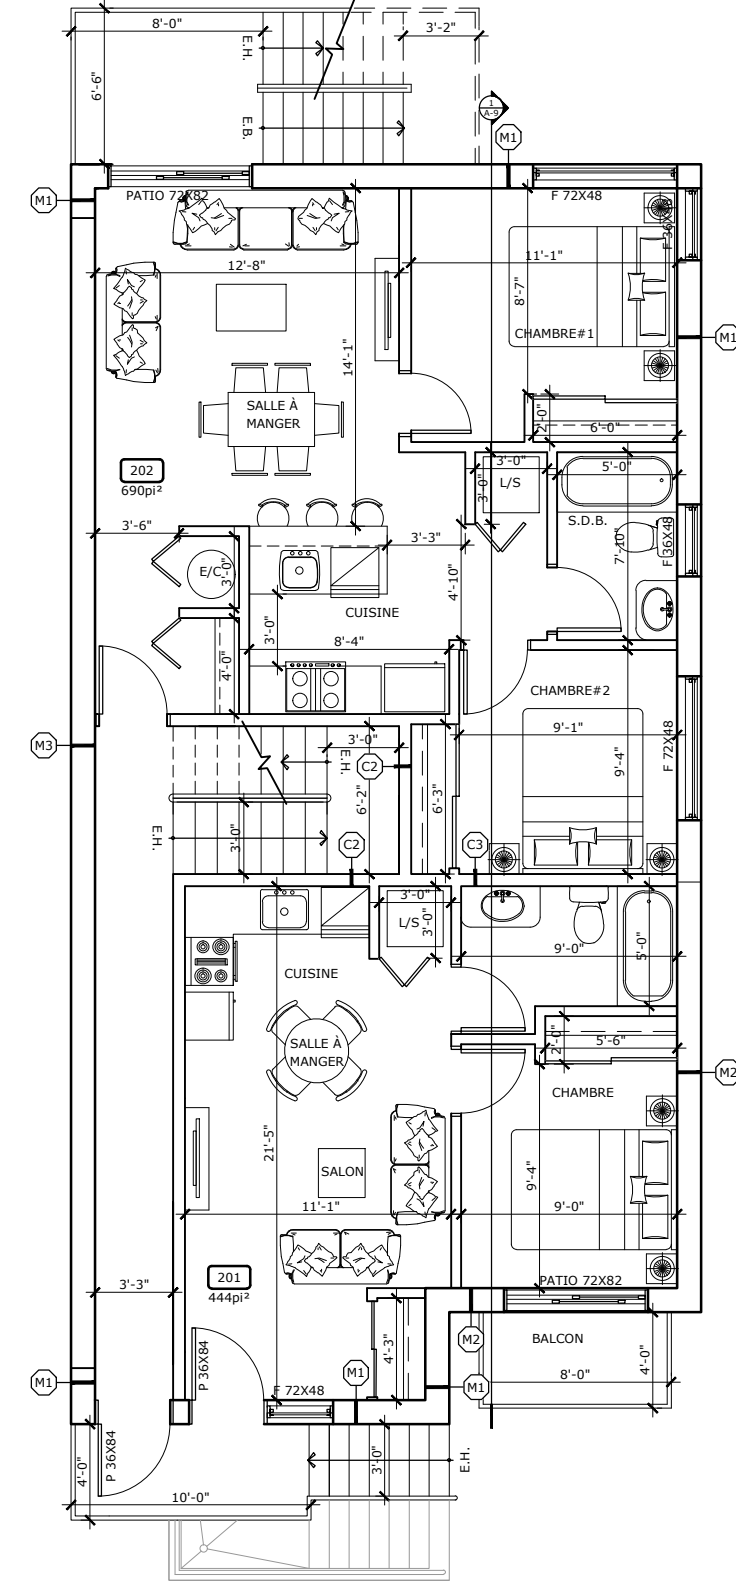 8'-0"
E.H.
3'-2"
6'-6"
E.B.
1
A-9
M1
M1
PATIO 72X82
F 72X48
F 36X48
12'-8"
11'-1"
8'-7"
CHAMBRE#1
M1
14'-1"
SALLE À
MANGER
2'-0"
6'-0"
202
690pi²
3'-0"
3'-0"
L/S
5'-0"
S.D.B.
7'-10"
F 36X48
3'-6"
3'-3"
E/C
3'-0"
4'-10"
CUISINE
3'-0"
8'-4"
4'-0"
CHAMBRE#2
M3
3'-0"
E.H.
C2
9'-1"
9'-4"
F 72X48
6'-2"
6'-3"
E.H.
3'-0"
C2
C3
3'-0"
L/S
3'-0"
9'-0"
5'-0"
CUISINE
SALLE À
MANGER
2'-0"
5'-6"
M2
CHAMBRE
21'-5"
SALON
9'-4"
11'-1"
9'-0"
201
444pi²
3'-3"
PATIO 72X82
P 36X84
4'-3"
M2
BALCON
M1
M1
F 72X48
M1
8'-0"
4'-0"
P 36X84
4'-0"
3'-0"
E.H.
10'-0"